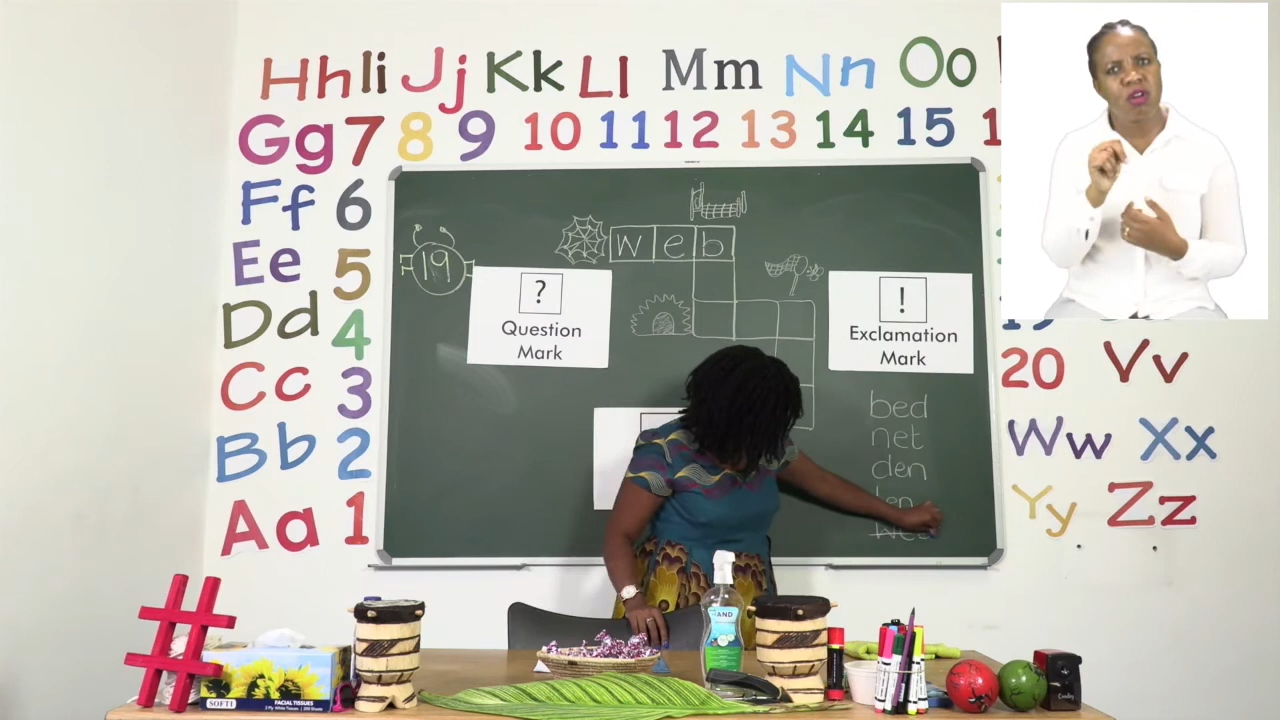 Hh Ii Jj Kk Ll Mm Nn Oo
Gg 7 8 9 10 11 12 13 14 15
Ff 6
Ee 5
Dd 4
Cc 3
Bb 2
Aa 1
19
web
?
Question
Mark
!
Exclamation
Mark
bed
net
den
20 Vv
Ww Xx
Yy Zz
#
SOFTI
FACIAL TISSUES
HAND